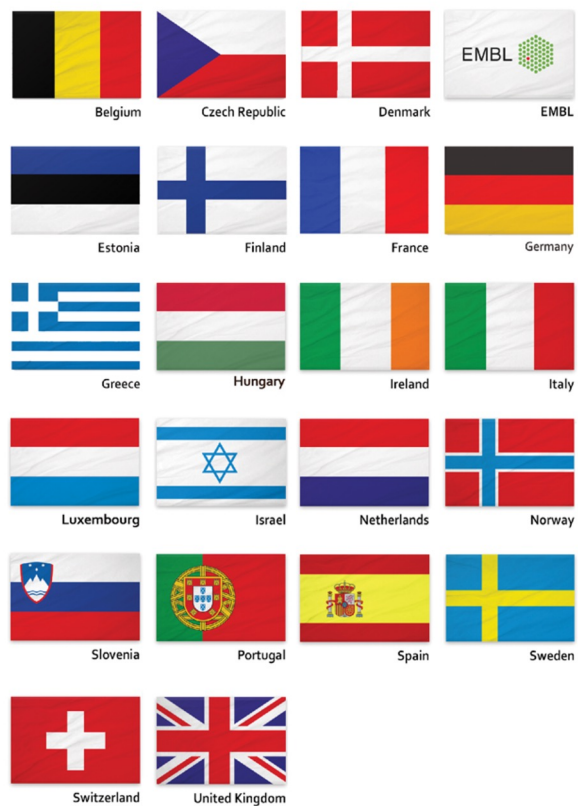 Belgium
Czech Republic
Denmark
EMBL
EMBL
Estonia
Finland
France
Germany
Greece
Hungary
Ireland
Italy
Luxembourg
Israel
Netherlands
Norway
Slovenia
Portugal
Spain
Sweden
Switzerland
United Kingdom